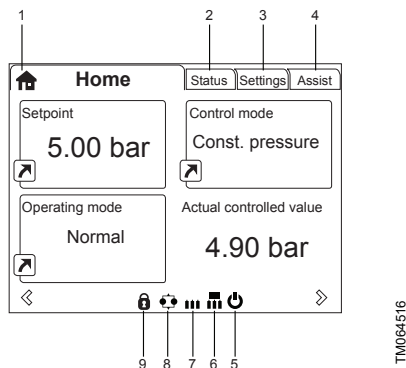 1 2 3 4
Home Status Settings Assist
Setpoint
5.00 bar
Control mode
Const. pressure
Operating mode
Normal
Actual controlled value
4.90 bar
9 8 7 6 5
TM064516